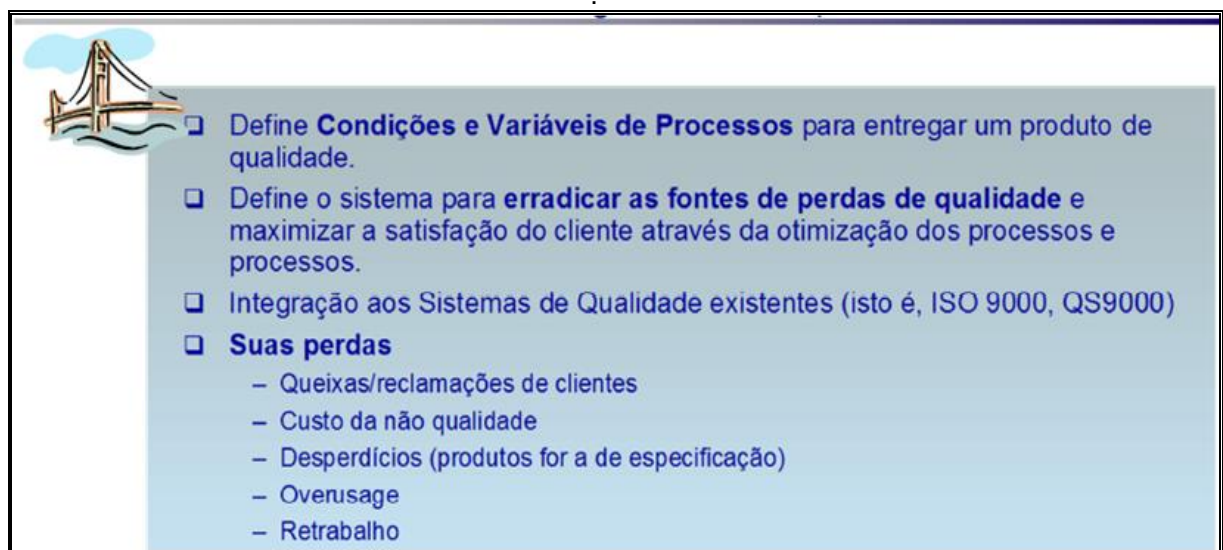 ❑ Define Condições e Variáveis de Processos para entregar um produto de
qualidade.
❑ Define o sistema para erradicar as fontes de perdas de qualidade e
maximizar a satisfação do cliente através da otimização dos processos e
processos.
❑ Integração aos Sistemas de Qualidade existentes (isto é, ISO 9000, QS9000)
❑ Suas perdas
– Queixas/reclamações de clientes
– Custo da não qualidade
– Desperdícios (produtos for a de especificação)
– Overusage
– Retrabalho